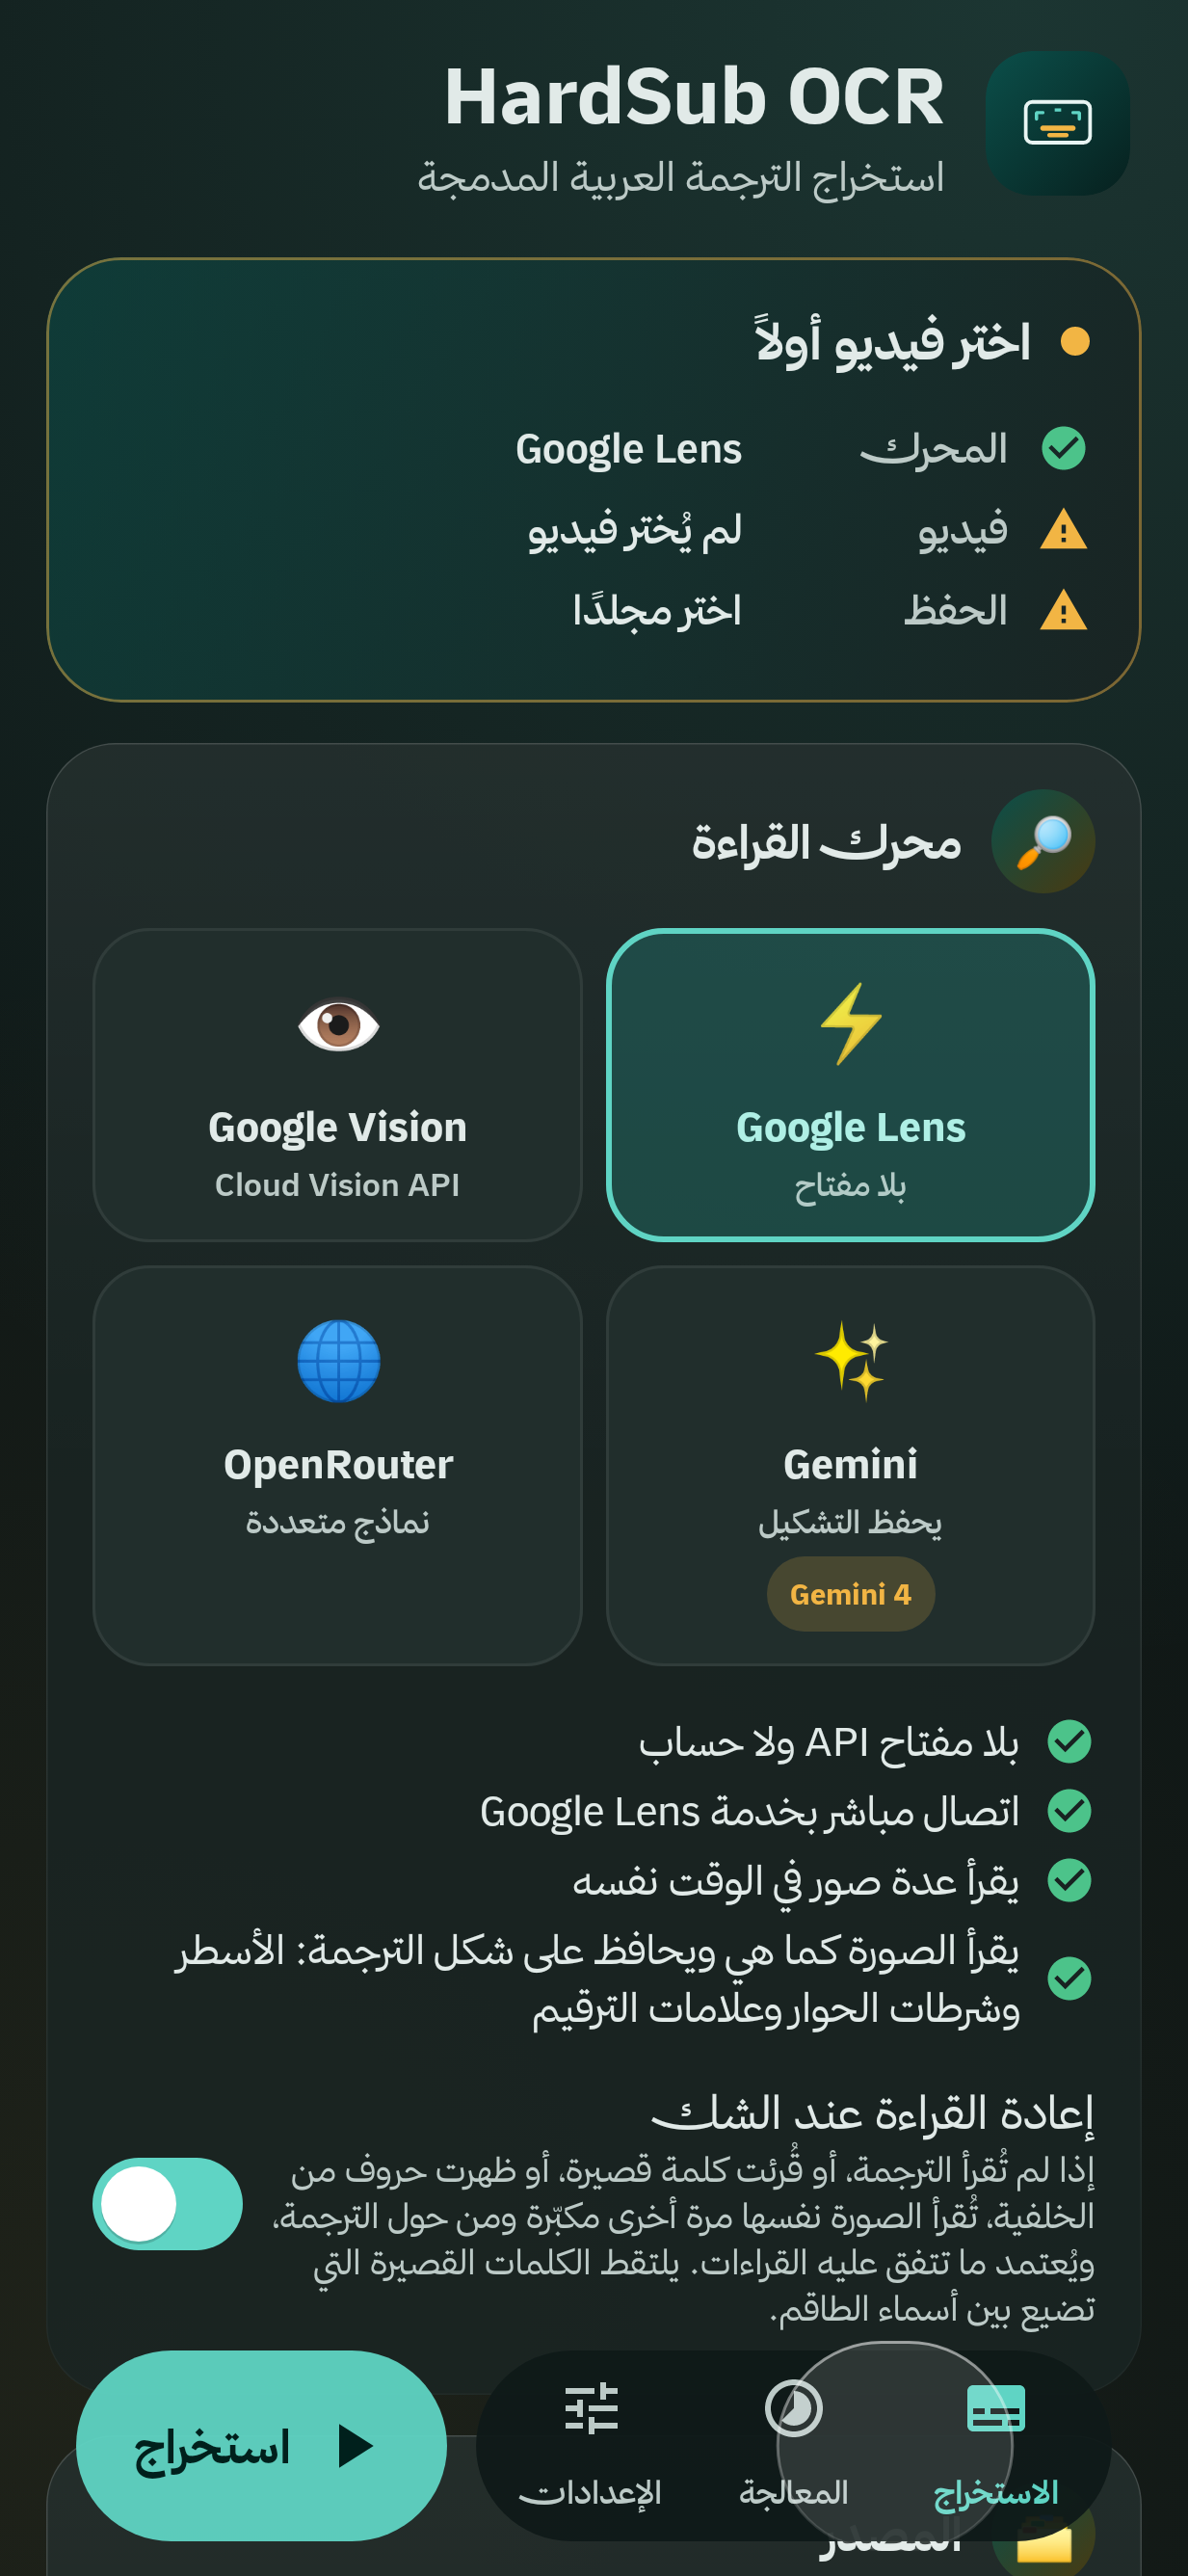 HardSub OCR
استخراج الترجمة العربية المدمجة
اختر فيديو أولاً
المحرك Google Lens
فيديو لم يُختر فيديو
الحفظ اختر مجلدًا
محرك القراءة
Google Lens
بلا مفتاح
Google Vision
Cloud Vision API
Gemini
يحفظ التشكيل
Gemini 4
OpenRouter
نماذج متعددة
بلا مفتاح API ولا حساب
اتصال مباشر بخدمة Google Lens
يقرأ عدة صور في الوقت نفسه
يقرأ الصورة كما هي ويحافظ على شكل الترجمة: الأسطر
وشرطات الحوار وعلامات الترقيم
إعادة القراءة عند الشك
إذا لم تُقرأ الترجمة، أو قُرئت كلمة قصيرة، أو ظهرت حروف من
الخلفية، تُقرأ الصورة نفسها مرة أخرى مكبّرة ومن حول الترجمة،
ويُعتمد ما تتفق عليه القراءات. يلتقط الكلمات القصيرة التي
تضيع بين أسماء الطاقم.
الاستخراج
المعالجة
الإعدادات
استخراج
المصدر